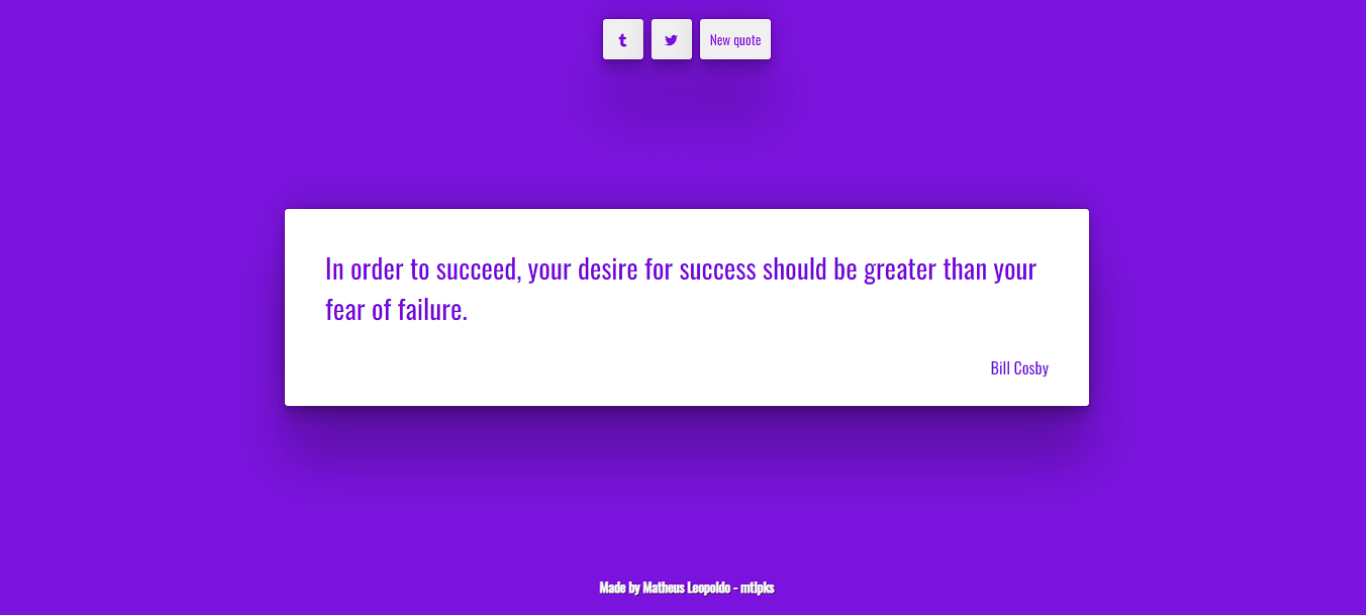 New quote
In order to succeed, your desire for success should be greater than your
fear of failure.
Bill Cosby
Made by Matheus Leopoldo - mtlpks